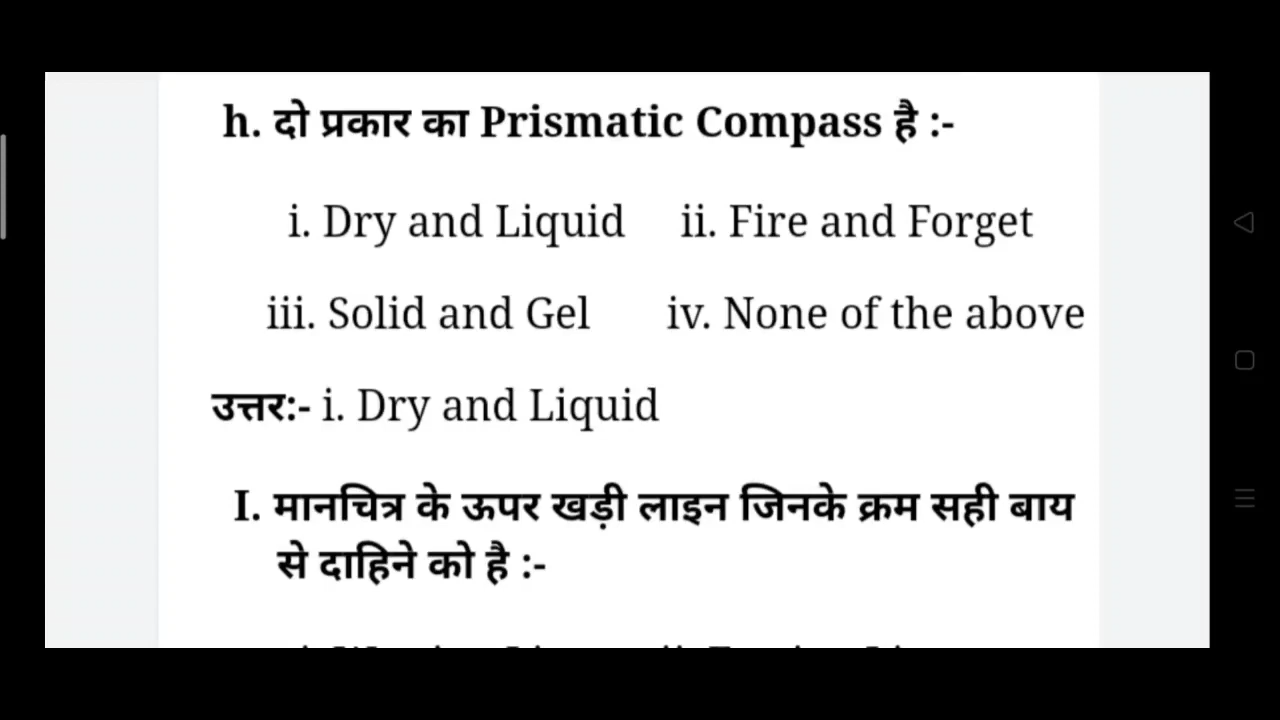 h. दो प्रकार का Prismatic Compass है :-
i. Dry and Liquid ii. Fire and Forget
iii. Solid and Gel iv. None of the above
उत्तर:- i. Dry and Liquid
I. मानचित्र के ऊपर खड़ी लाइन जिनके क्रम सही बाय
से दाहिने को है :-